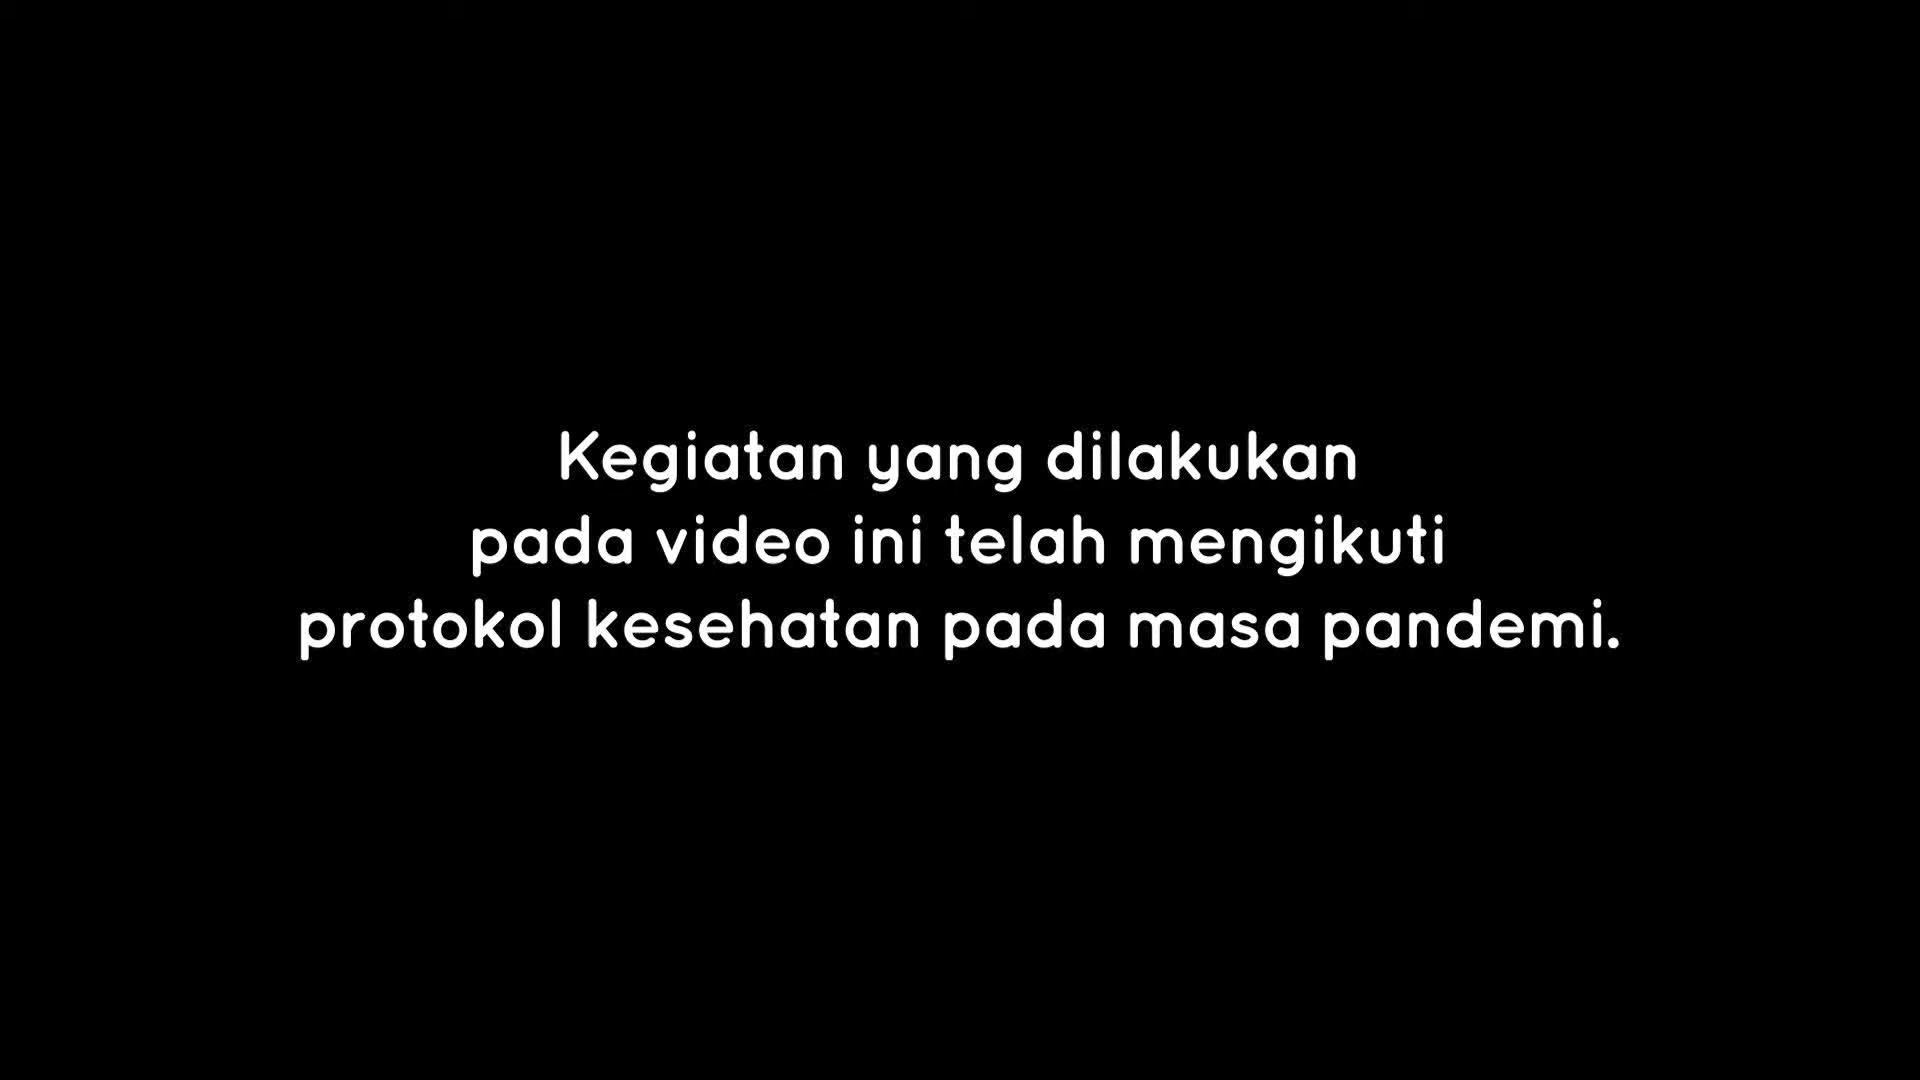 Kegiatan yang dilakukan
pada video ini telah mengikuti
protokol kesehatan pada masa pandemi.